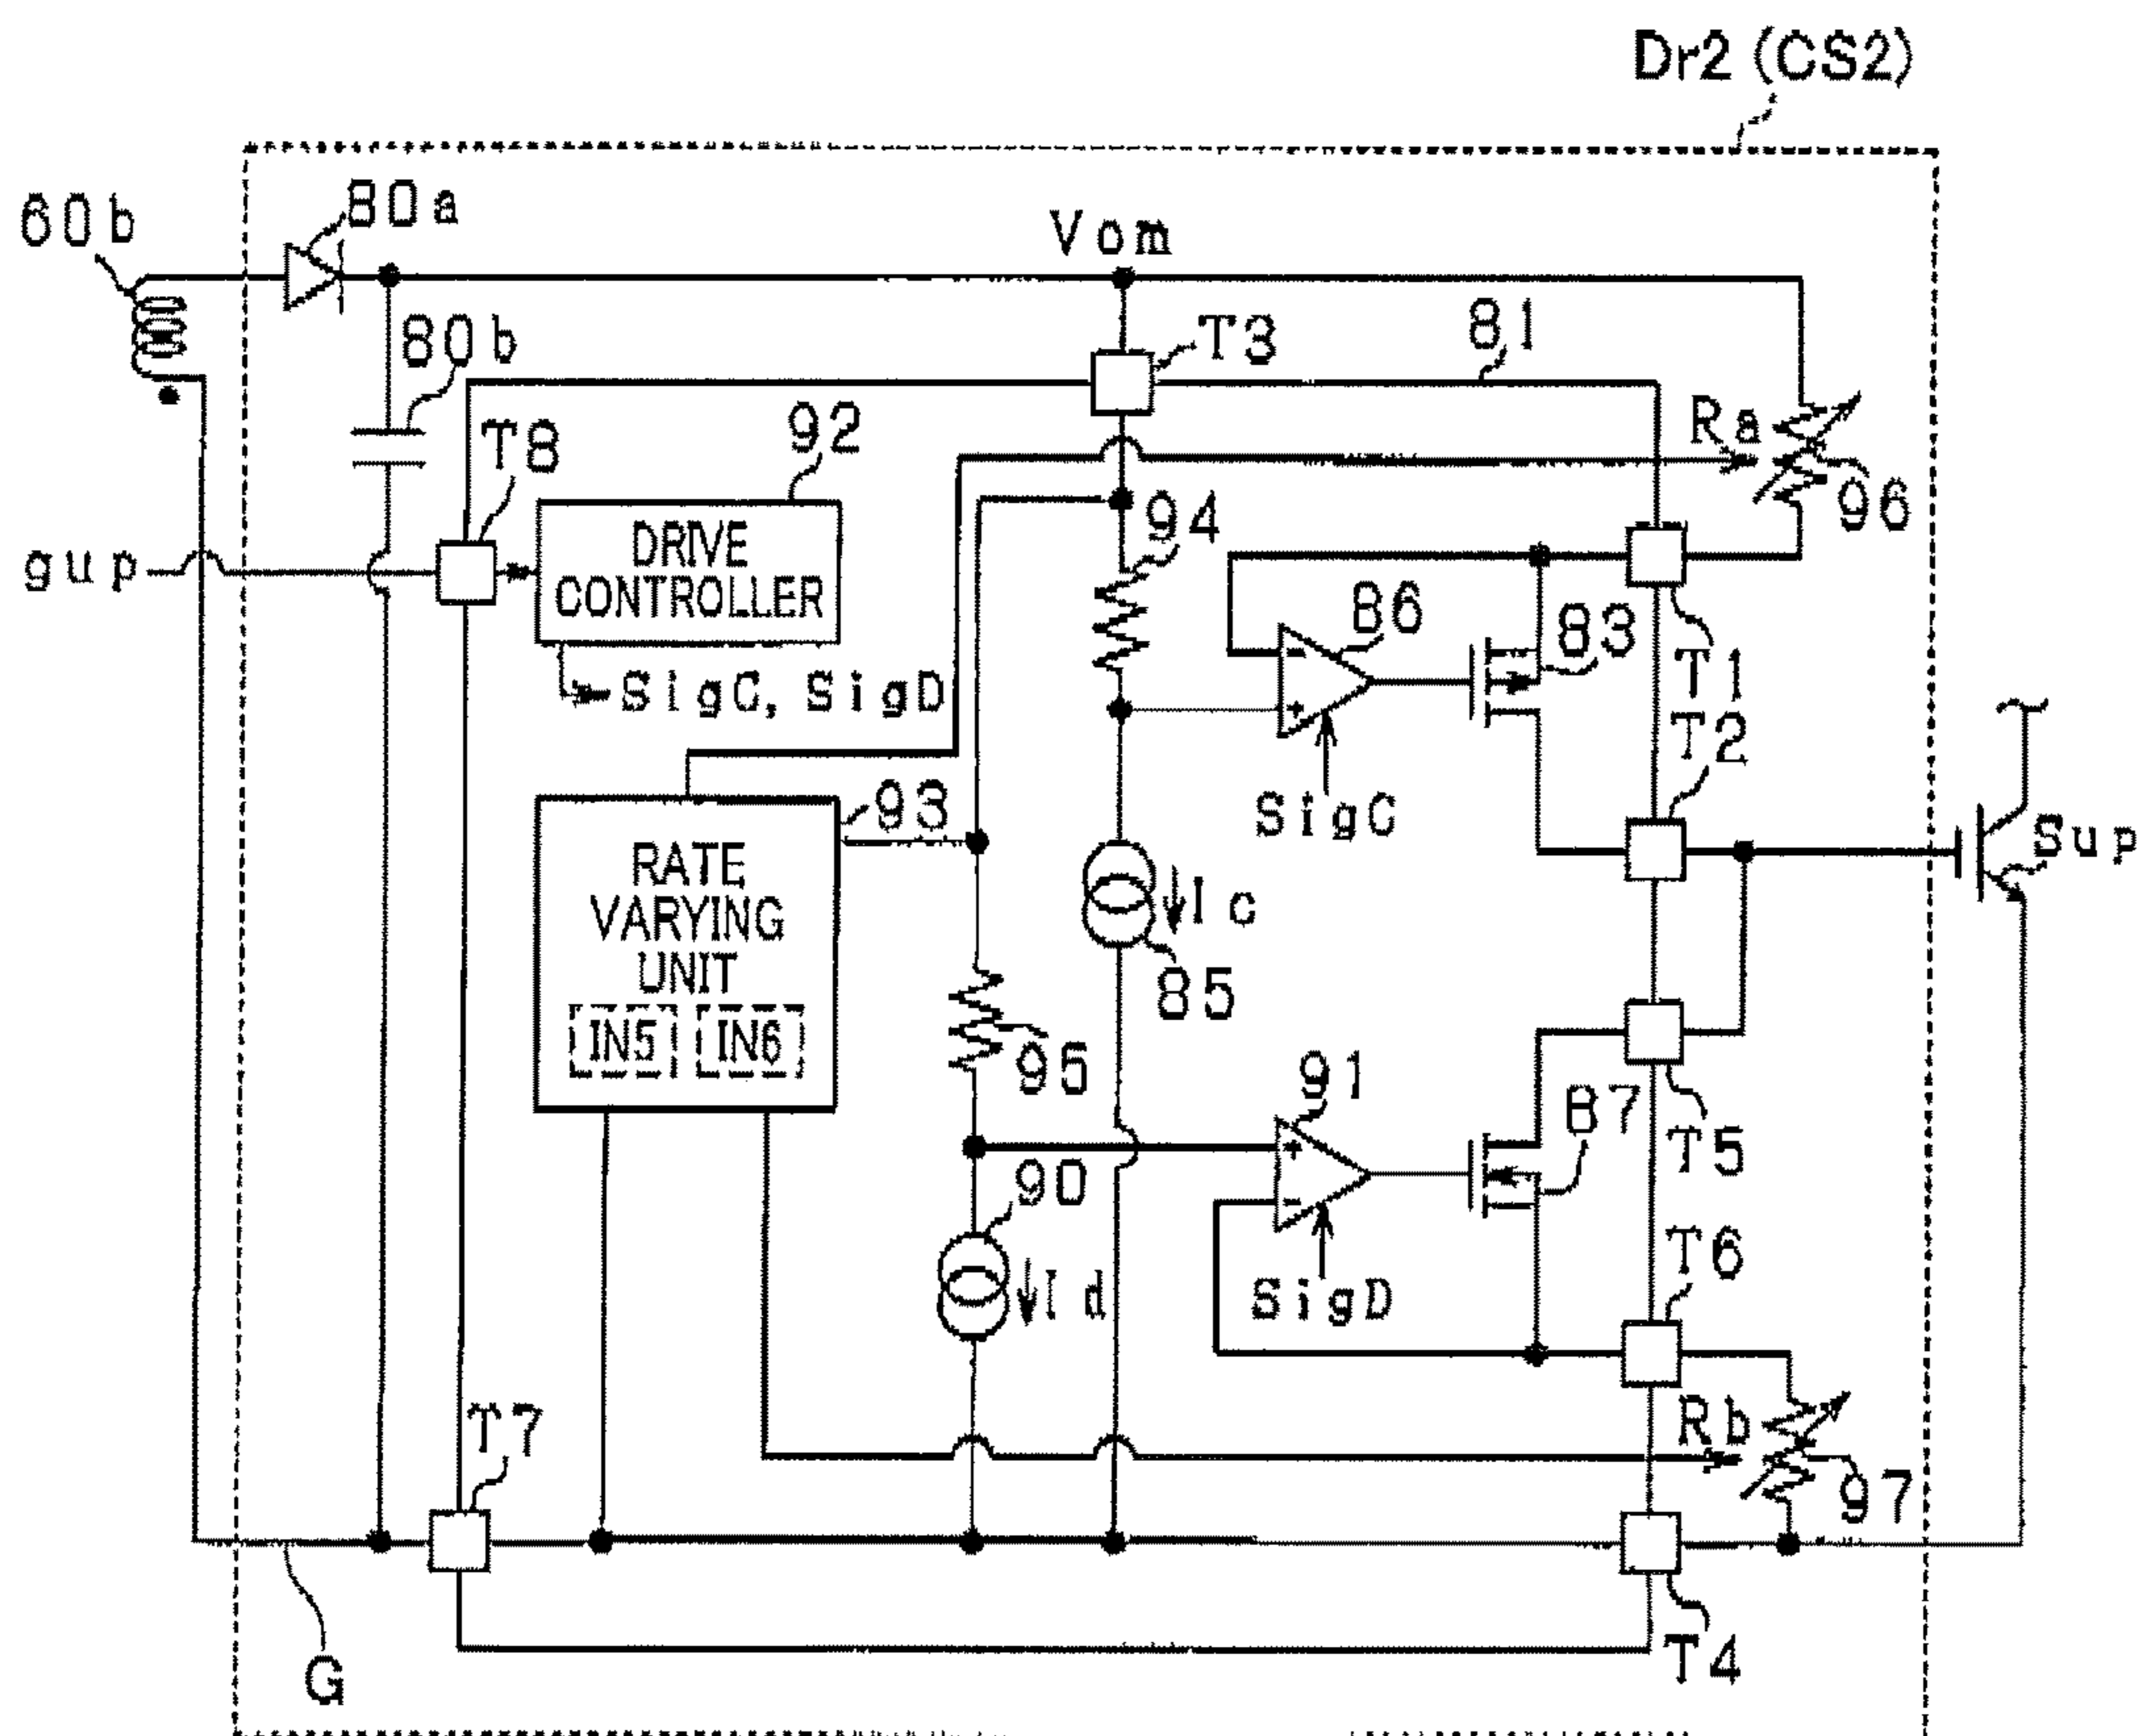 Dr2 (CS2)
60b
80a
Vom
80b
T3
81
Ra
96
T8
92
94
gup
DRIVE
CONTROLLER
86
83
T1
SigC, SigD
T2
SigC
93
Sup
RATE
VARYING
UNIT
IN5 IN6
Ic
85
95
91
87
T5
90
Id
SigD
T6
T7
Rb
97
G
T4